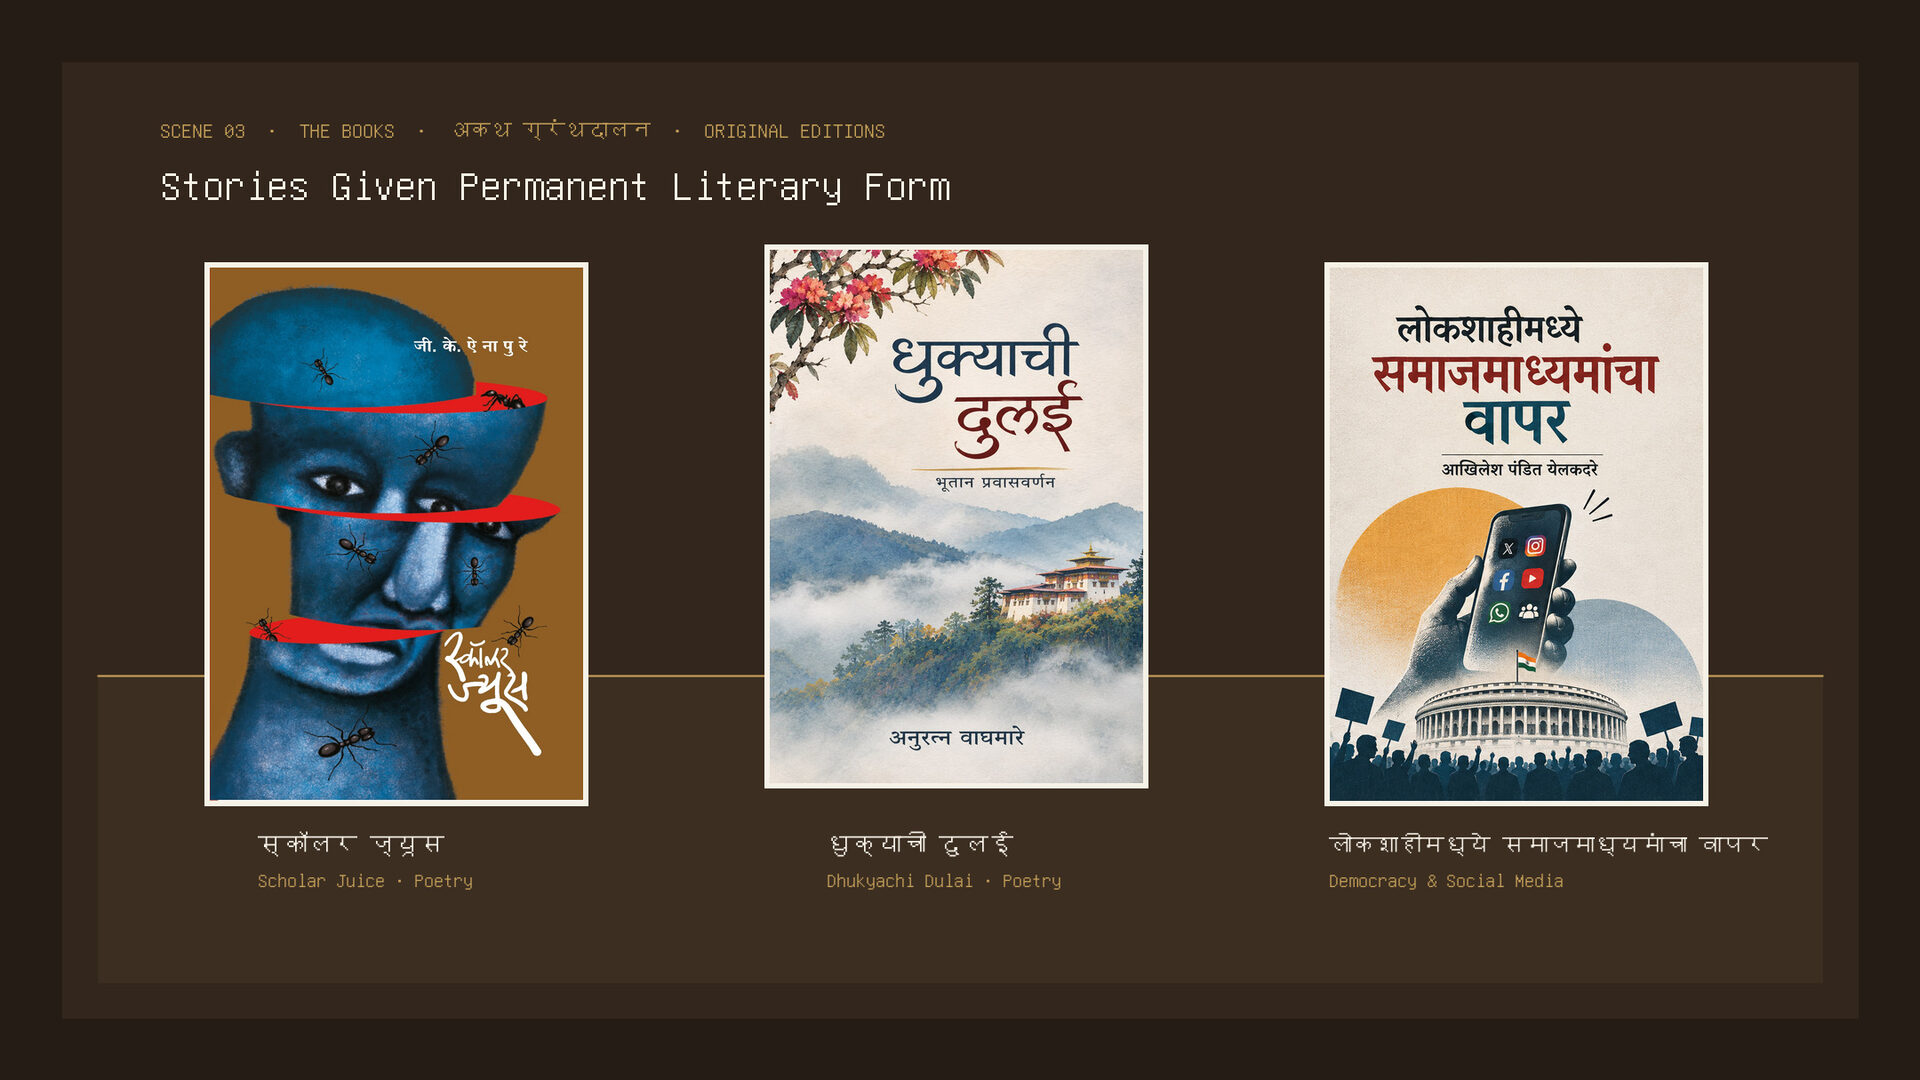 SCENE 03 · THE BOOKS · अकथ ग्रंथदालन · ORIGINAL EDITIONS
Stories Given Permanent Literary Form
जी. के. ऐनापुरे
स्कॉलर
ज्यूस
स्कॉलर ज्यूस
Scholar Juice · Poetry
धुक्याची
दुलई
भूतान प्रवासवर्णन
अनुरत्न वाघमारे
धुक्याची दुलई
Dhukyachi Dulai · Poetry
लोकशाहीमध्ये
समाजमाध्यमांचा
वापर
आखिलेश पंडित येलकदरे
लोकशाहीमध्ये समाजमाध्यमांचा वापर
Democracy & Social Media